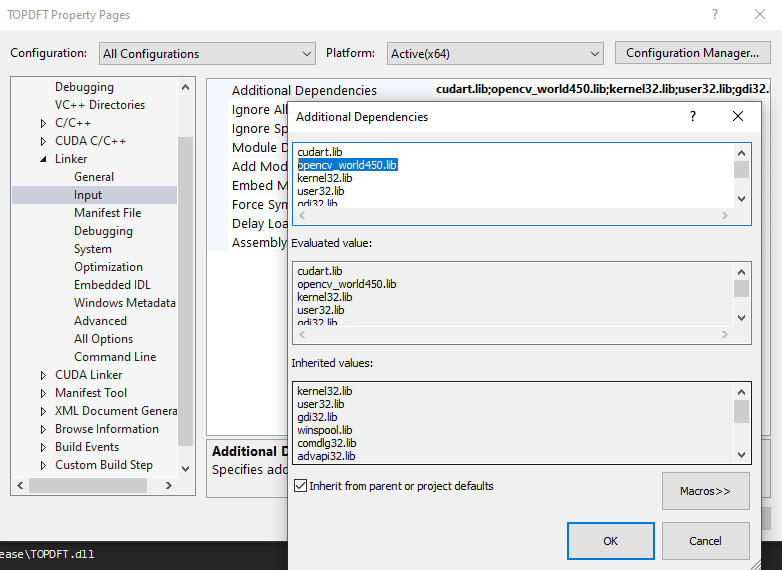 TOPDFT Property Pages
Configuration: All Configurations Platform: Active(x64) Configuration Manager...
Debugging
VC++ Directories
C/C++
CUDA C/C++
Linker
General
Input
Manifest File
Debugging
System
Optimization
Embedded IDL
Windows Metadata
Advanced
All Options
Command Line
CUDA Linker
Manifest Tool
XML Document Genera
Browse Information
Build Events
Custom Build Step
Additional Dependencies cudart.lib;opencv_world450.lib;kernel32.lib;user32.lib;gdi32.
Ignore All
Ignore Sp
Module D
Add Mod
Embed M
Force Sym
Delay Loa
Assembly
Additional D
Specifies add
Additional Dependencies
cudart.lib
opencv_world450.lib
kernel32.lib
user32.lib
gdi32.lib
Evaluated value:
cudart.lib
opencv_world450.lib
kernel32.lib
user32.lib
gdi32.lib
Inherited values:
kernel32.lib
user32.lib
gdi32.lib
winspool.lib
comdlg32.lib
advapi32.lib
Inherit from parent or project defaults
Macros>>
OK Cancel
ease\TOPDFT.dll